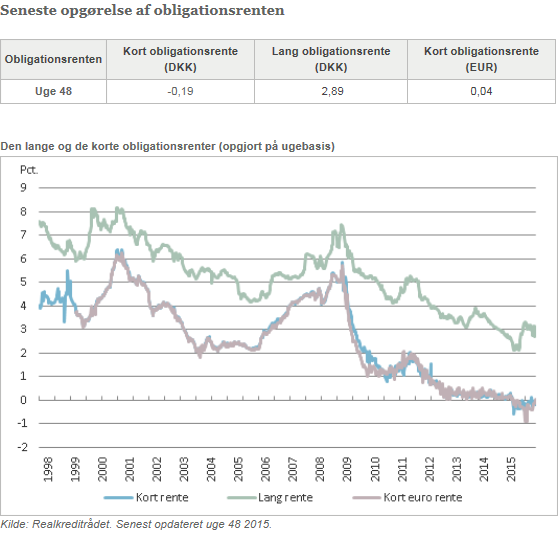 Seneste opgørelse af obligationsrenten
Obligationsrenten
Kort obligationsrente
(DKK)
Lang obligationsrente
(DKK)
Kort obligationsrente
(EUR)
Uge 48
-0,19
2,89
0,04
Den lange og de korte obligationsrenter (opgjort på ugebasis)
Pct.
9
8
7
6
5
4
3
2
1
0
-1
-2
1998
1999
2000
2001
2002
2003
2004
2005
2006
2007
2008
2009
2010
2011
2012
2013
2014
2015
Kort rente
Lang rente
Kort euro rente
Kilde: Realkreditrådet. Senest opdateret uge 48 2015.